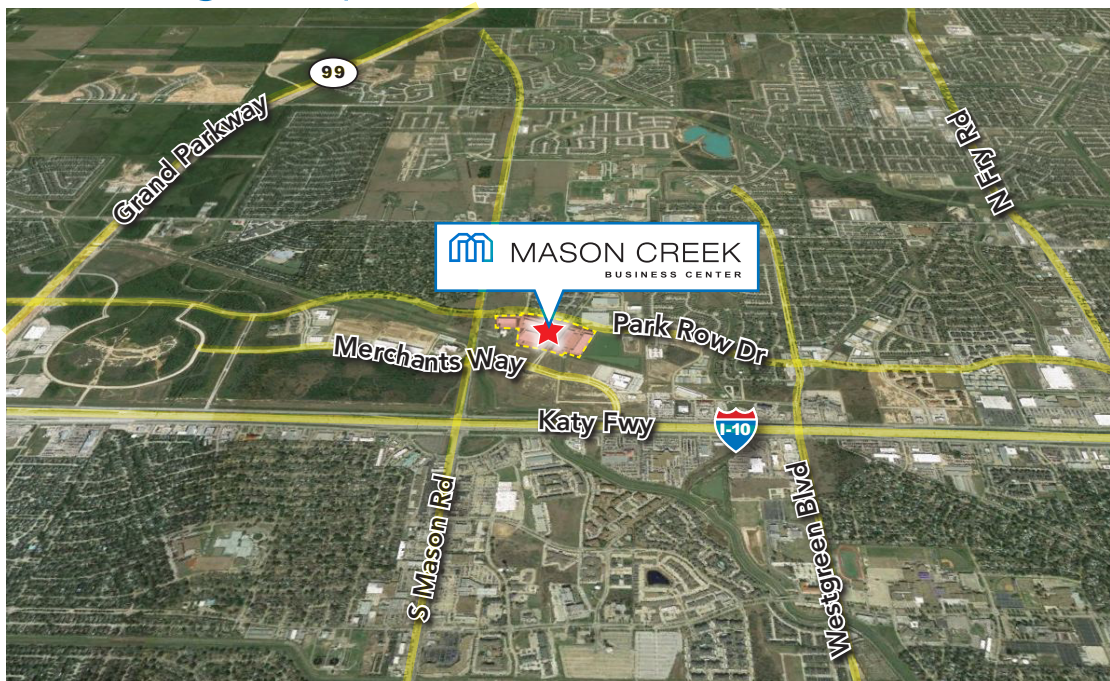 99
Grand Parkway
N Fry Rd
MASON CREEK
BUSINESS CENTER
Park Row Dr
Merchants Way
Katy Fwy
I-10
S Mason Rd
Westgreen Blvd